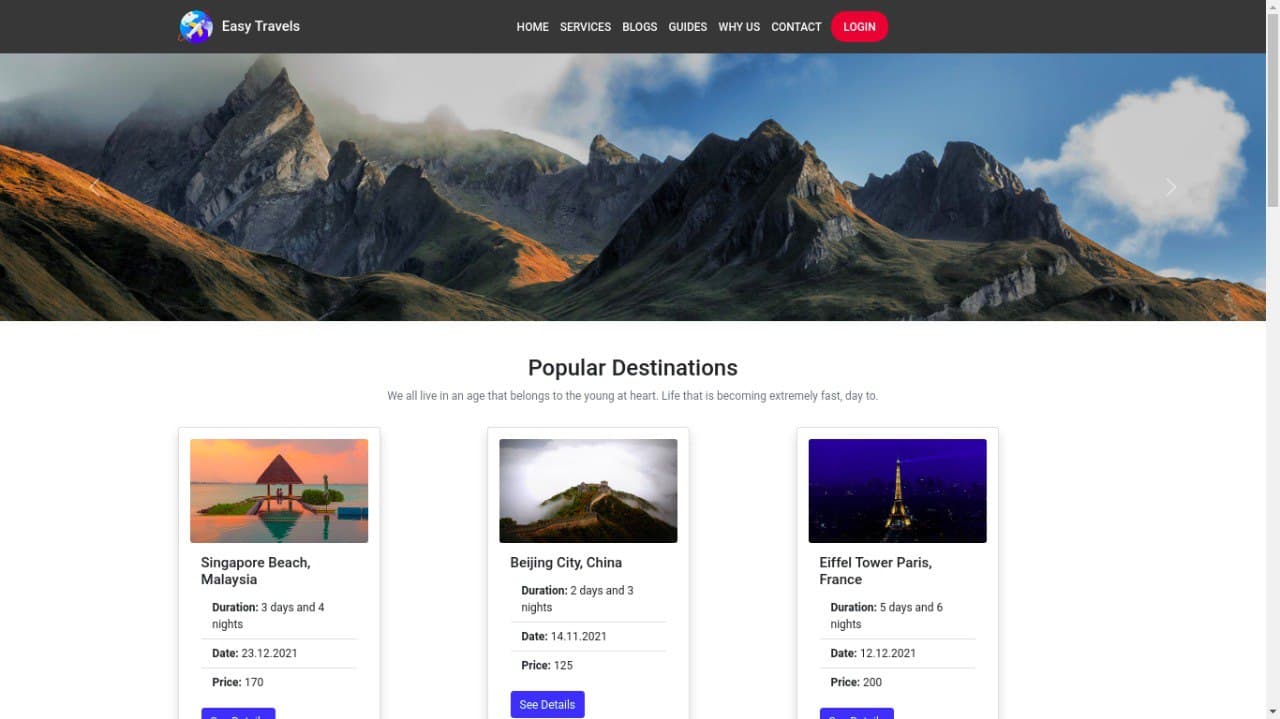 Easy Travels
HOME SERVICES BLOGS GUIDES WHY US CONTACT LOGIN
Popular Destinations
We all live in an age that belongs to the young at heart. Life that is becoming extremely fast, day to.
Singapore Beach,
Malaysia
Duration: 3 days and 4
nights
Date: 23.12.2021
Price: 170
See Details
Beijing City, China
Duration: 2 days and 3
nights
Date: 14.11.2021
Price: 125
See Details
Eiffel Tower Paris,
France
Duration: 5 days and 6
nights
Date: 12.12.2021
Price: 200
See Details